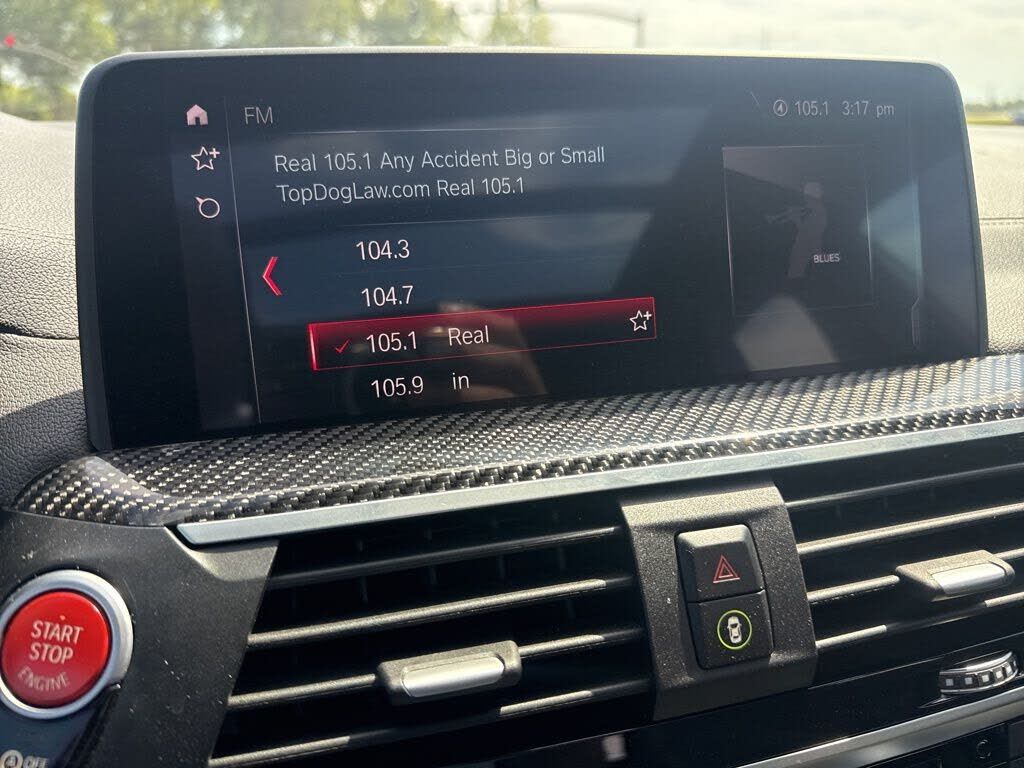 FM
105.1 3:17 pm
Real 105.1 Any Accident Big or Small
TopDogLaw.com Real 105.1
104.3
104.7
105.1 Real
105.9 in
BLUES
START
STOP
ENGINE
A OFF
C